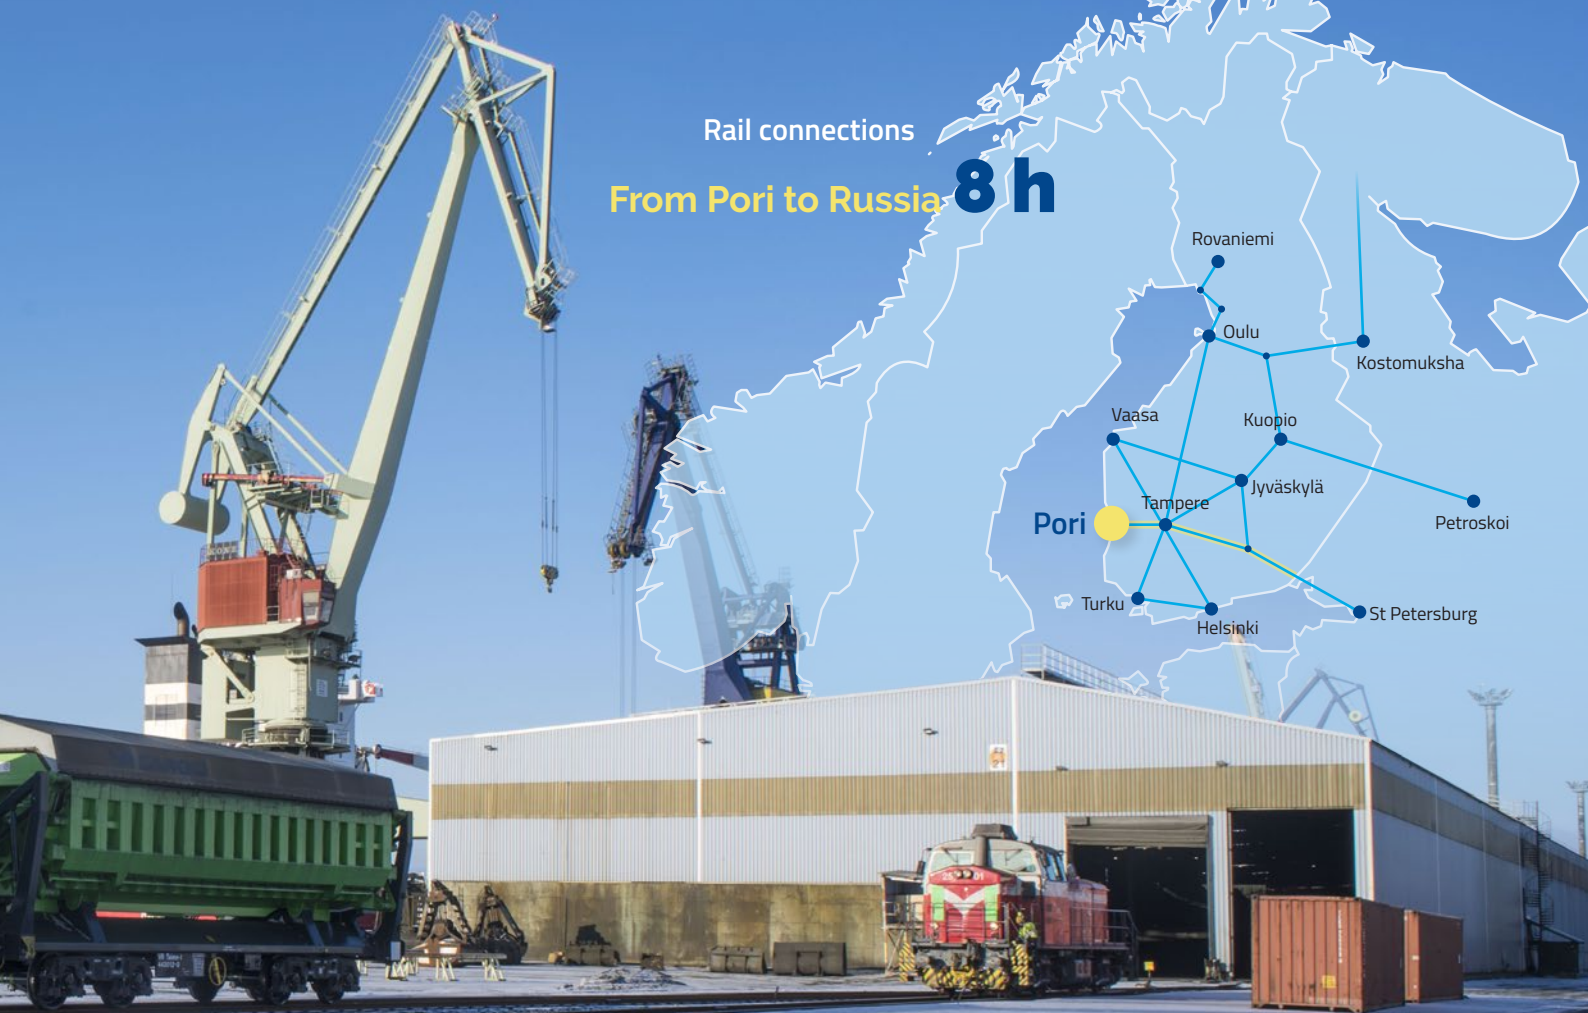 Rail connections
From Pori to Russia 8 h
Rovaniemi
Oulu
Kostomuksha
Vaasa
Kuopio
Jyväskylä
Tampere
Pori
Petroskoi
Turku
Helsinki
St Petersburg